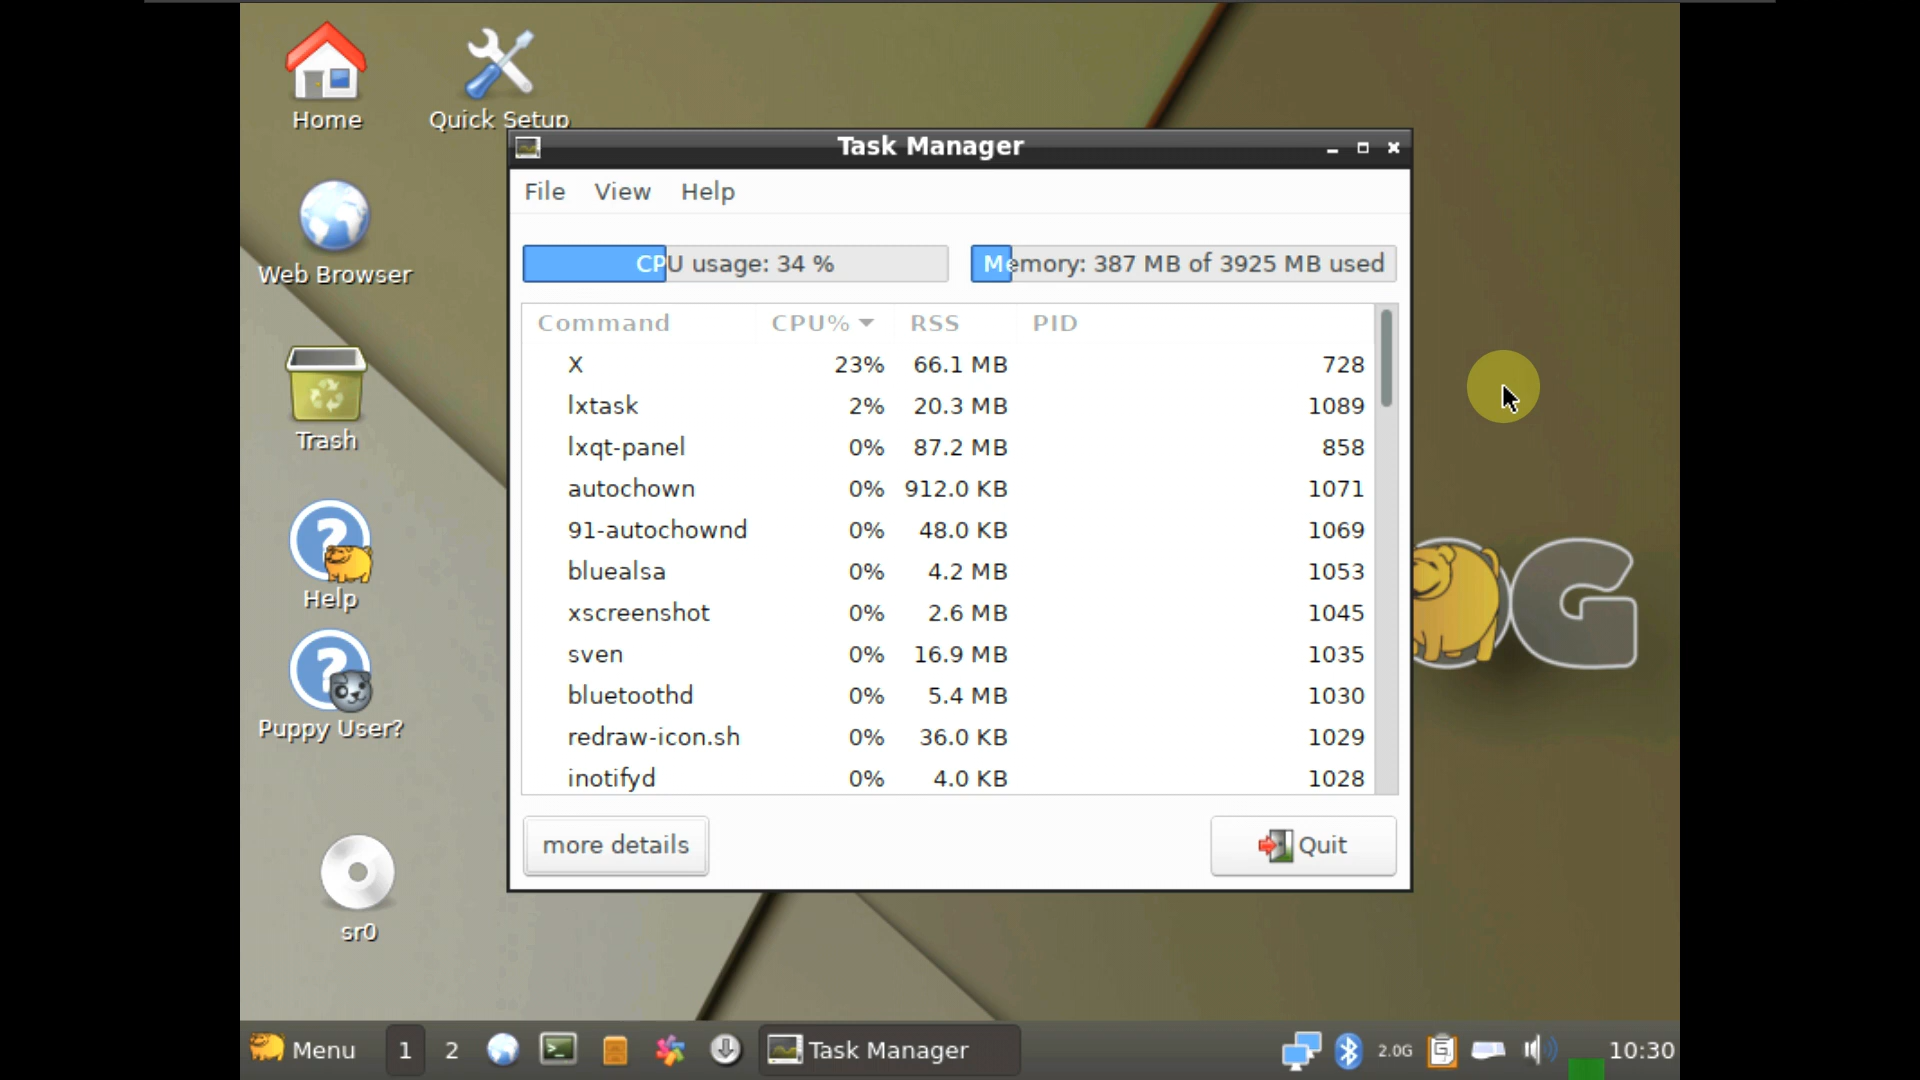 Home
Quick Setup
Web Browser
Trash
Help
Puppy User?
sr0
Task Manager
File View Help
CPU usage: 34 %
Memory: 387 MB of 3925 MB used
Command CPU% RSS PID
X 23% 66.1 MB 728
lxtask 2% 20.3 MB 1089
lxqt-panel 0% 87.2 MB 858
autochown 0% 912.0 KB 1071
91-autochownd 0% 48.0 KB 1069
bluealsa 0% 4.2 MB 1053
xscreenshot 0% 2.6 MB 1045
sven 0% 16.9 MB 1035
bluetoothd 0% 5.4 MB 1030
redraw-icon.sh 0% 36.0 KB 1029
inotifyd 0% 4.0 KB 1028
more details
Quit
G
Menu 1 2 Task Manager 2.0G 10:30